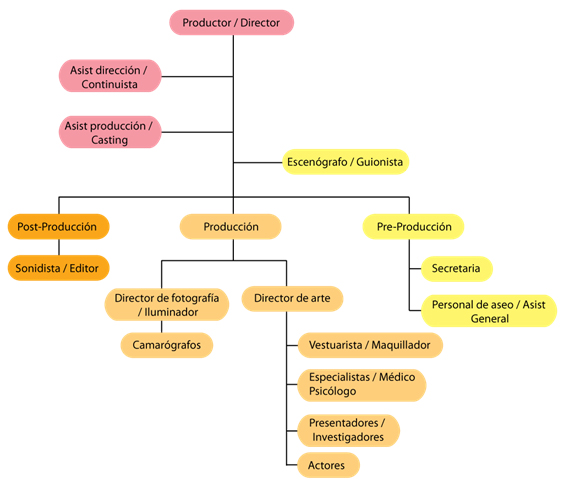 Productor / Director
Asist dirección /
Continuista
Asist producción /
Casting
Escenógrafo / Guionista
Post-Producción
Producción
Pre-Producción
Sonidista / Editor
Secretaria
Director de fotografía
/ Iluminador
Director de arte
Personal de aseo / Asist
General
Camarógrafos
Vestuarista / Maquillador
Especialistas / Médico
Psicólogo
Presentadores /
Investigadores
Actores